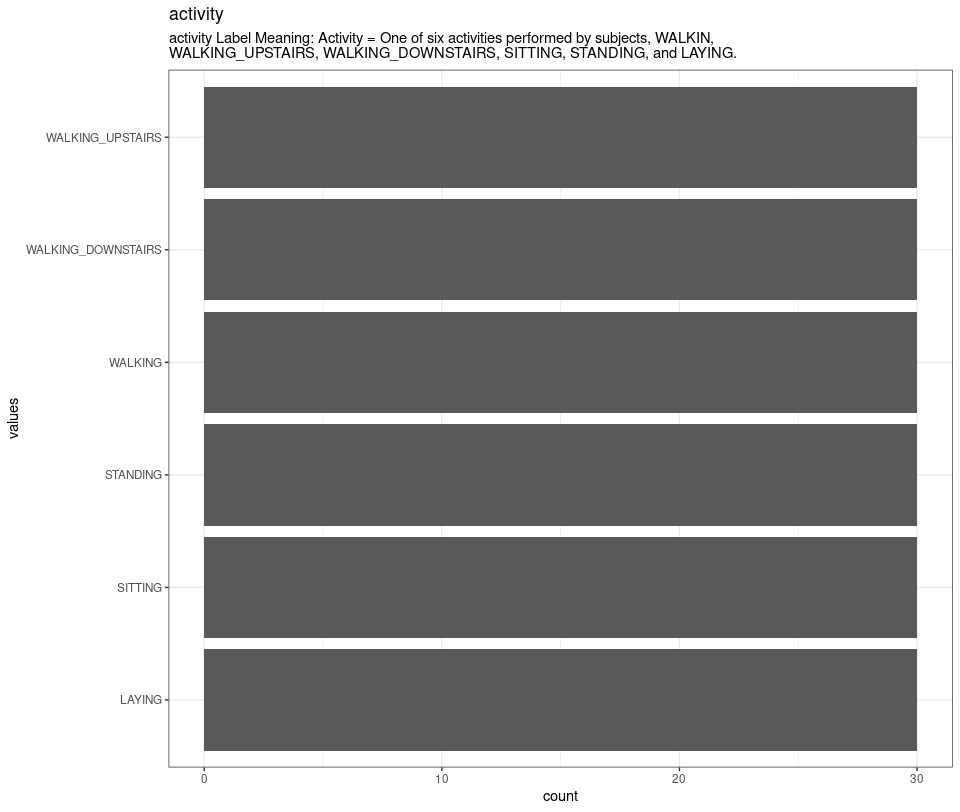 activity
activity Label Meaning: Activity = One of six activities performed by subjects, WALKIN,
WALKING_UPSTAIRS, WALKING_DOWNSTAIRS, SITTING, STANDING, and LAYING.
WALKING_UPSTAIRS
WALKING_DOWNSTAIRS
WALKING
STANDING
SITTING
LAYING
values
0 10 20 30
count